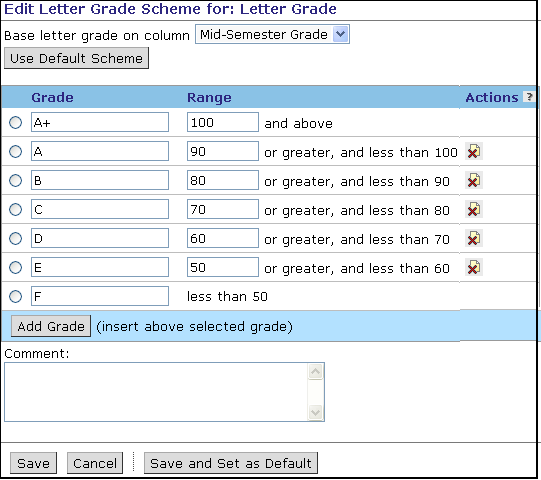 Edit Letter Grade Scheme for: Letter Grade
Base letter grade on column Mid-Semester Grade
Use Default Scheme
Grade Range Actions ?
A+ 100 and above
A 90 or greater, and less than 100
B 80 or greater, and less than 90
C 70 or greater, and less than 80
D 60 or greater, and less than 70
E 50 or greater, and less than 60
F less than 50
Add Grade (insert above selected grade)
Comment:
Save Cancel Save and Set as Default